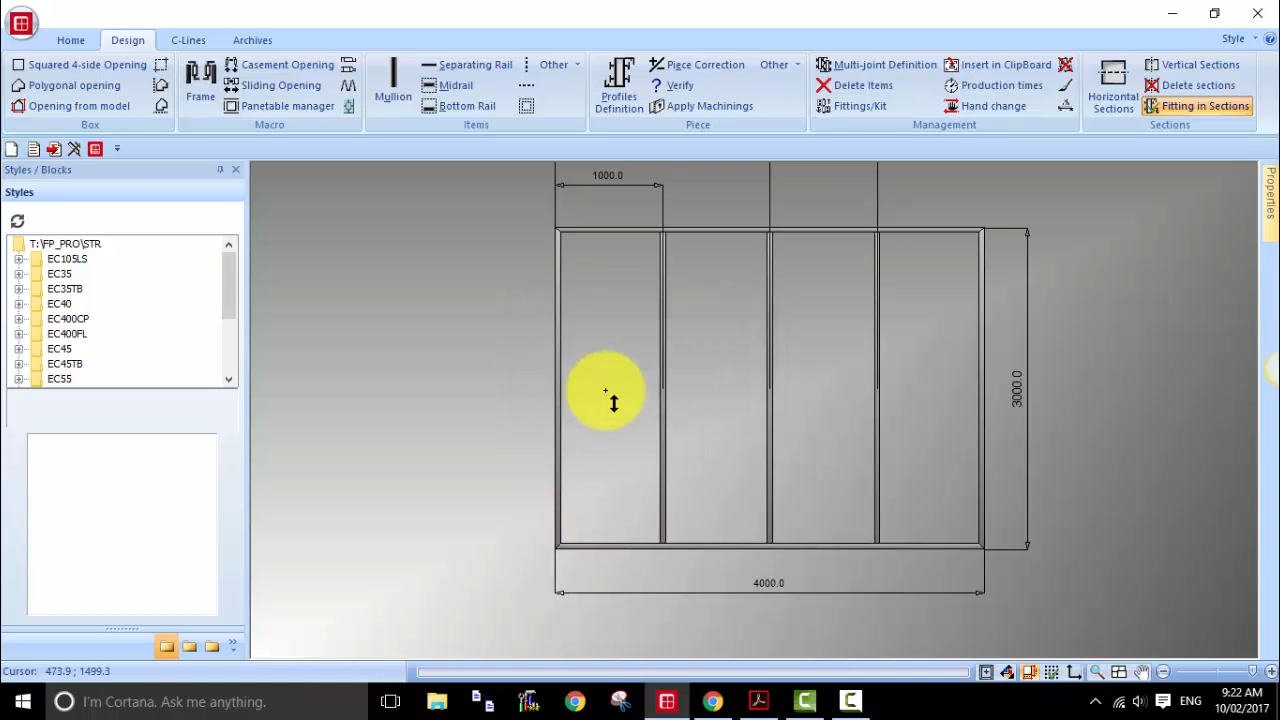 Home Design C-Lines Archives Style
Squared 4-side Opening
Polygonal opening
Opening from model
Box
Frame
Casement Opening
Sliding Opening
Panetable manager
Macro
Mullion
Separating Rail
Midrail
Bottom Rail
Other
Items
Profiles Definition
Piece Correction
Verify
Apply Machinings
Other
Piece
Multi-joint Definition
Delete Items
Fittings/Kit
Insert in ClipBoard
Production times
Hand change
Management
Horizontal Sections
Vertical Sections
Delete sections
Fitting in Sections
Sections
Styles / Blocks
Styles
T:\FP_PRO\STR
EC105LS
EC35
EC35TB
EC40
EC400CP
EC400FL
EC45
EC45TB
EC55
Properties
1000.0
3000.0
4000.0
Cursor: 473.9 ; 1499.3
I'm Cortana. Ask me anything.
ENG
9:22 AM
10/02/2017